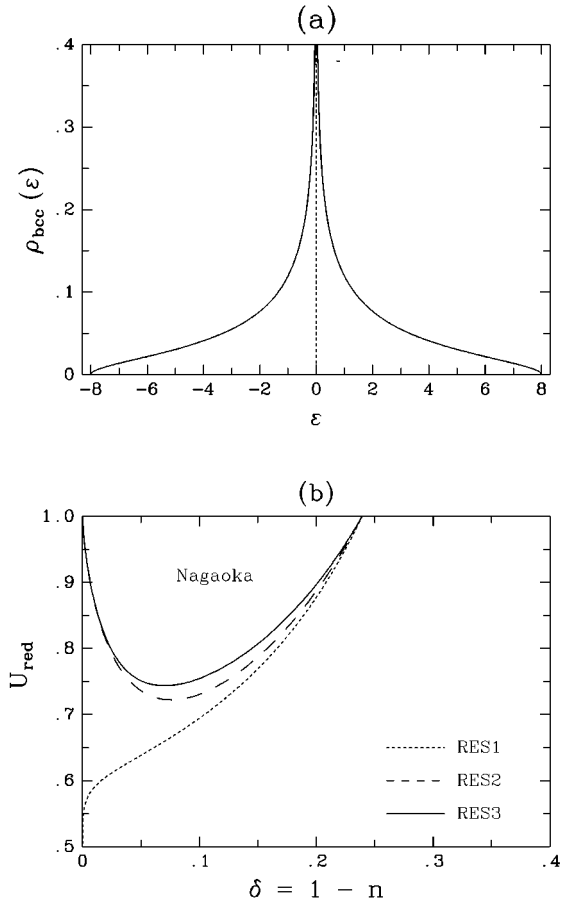 (a)
.4
.3
.2
.1
0
ρbcc(ε)
−8 −6 −4 −2 0 2 4 6 8
ε
(b)
1.0
.9
.8
.7
.6
.5
Ured
Nagaoka
RES1
RES2
RES3
0 .1 .2 .3 .4
δ = 1 − n